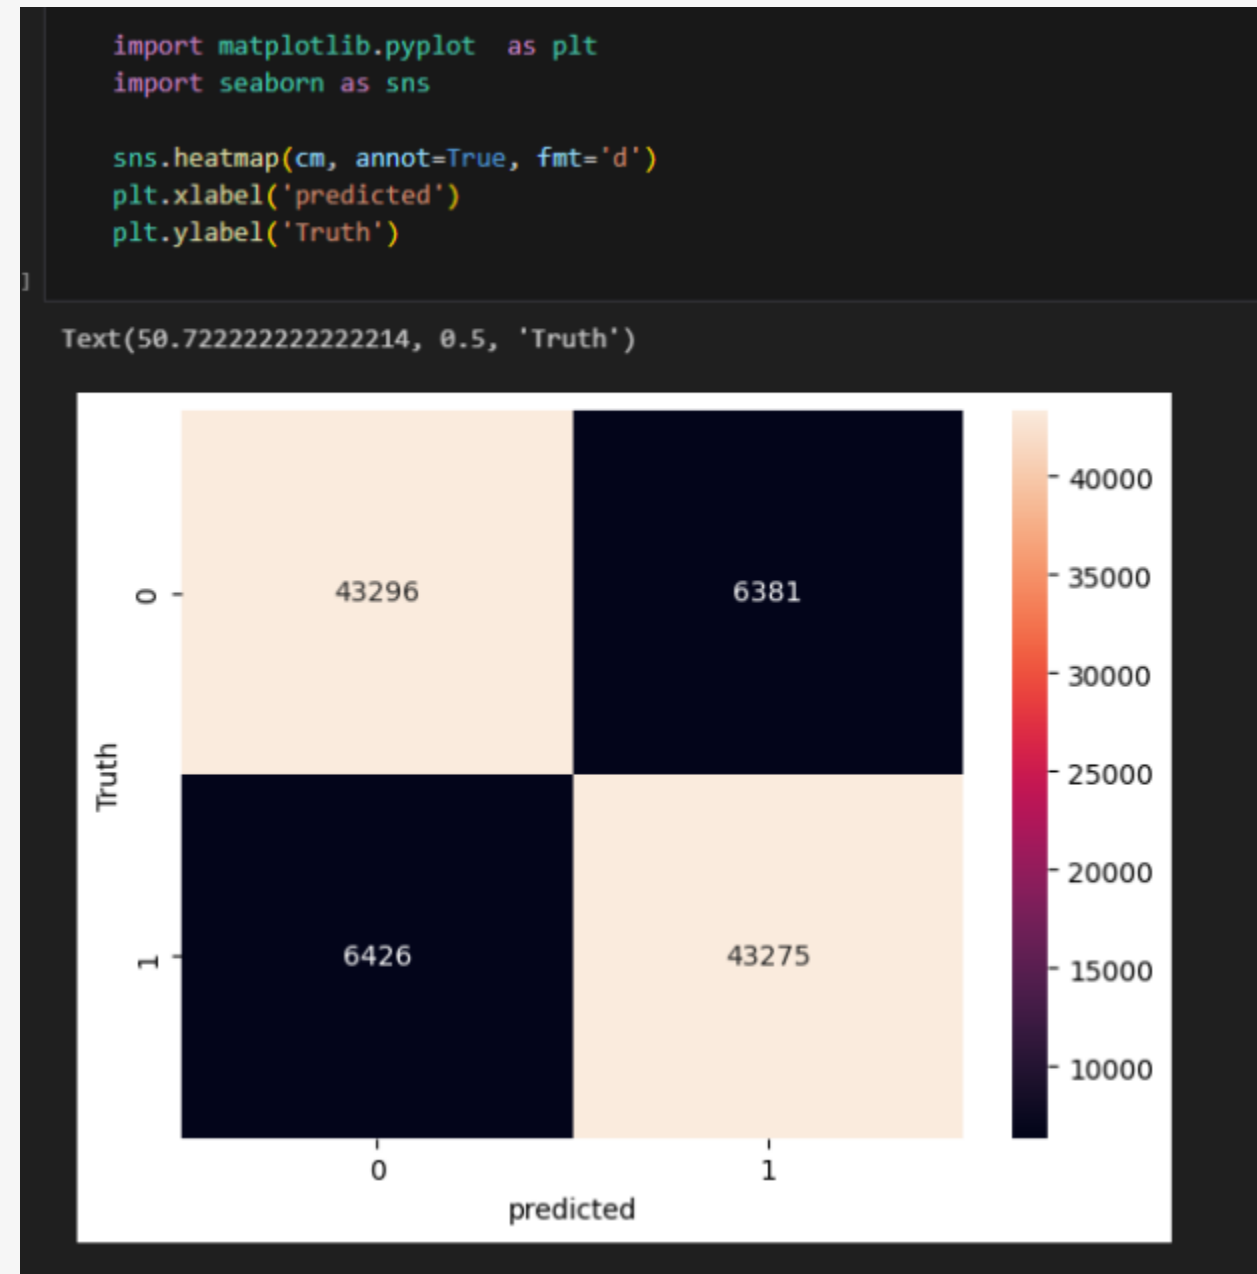 import matplotlib.pyplot  as plt
import seaborn as sns
sns.heatmap(cm, annot=True, fmt='d')
plt.xlabel('predicted')
plt.ylabel('Truth')
]
Text(50.722222222222214, 0.5, 'Truth')
43296 6381
6426 43275
0
1
Truth
0 1
predicted
40000
35000
30000
25000
20000
15000
10000